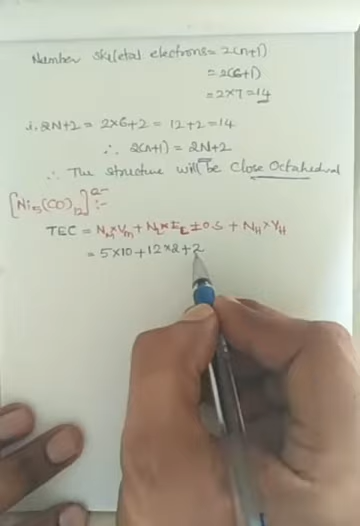 Number skeletal electrons = 2(n+1)
= 2(6+1)
= 2×7 = 14
i. 2N+2 = 2×6+2 = 12+2 = 14
∴ 2(n+1) = 2N+2
∴ The structure will be Close Octahedral
[Ni5(CO)12]2- :-
TEC = NM×VM + NL×EL ± OS + NH×YH
= 5×10+12×2+2